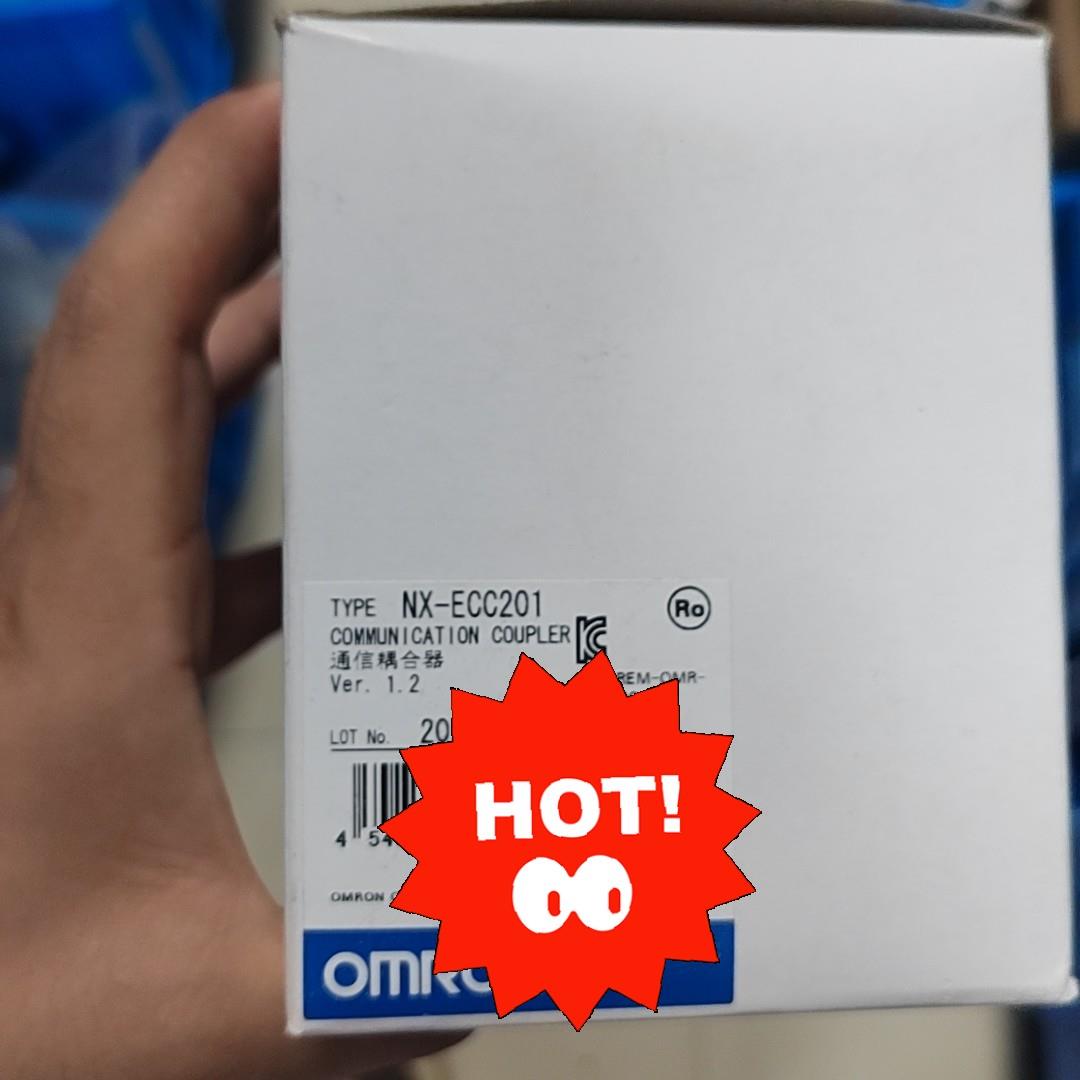 TYPE NX-ECC201
Ro
COMMUNICATION COUPLER
通信耦合器
Ver. 1.2
REM-OMR-
LOT No. 20
HOT!
4 54
OMRON
OMRO